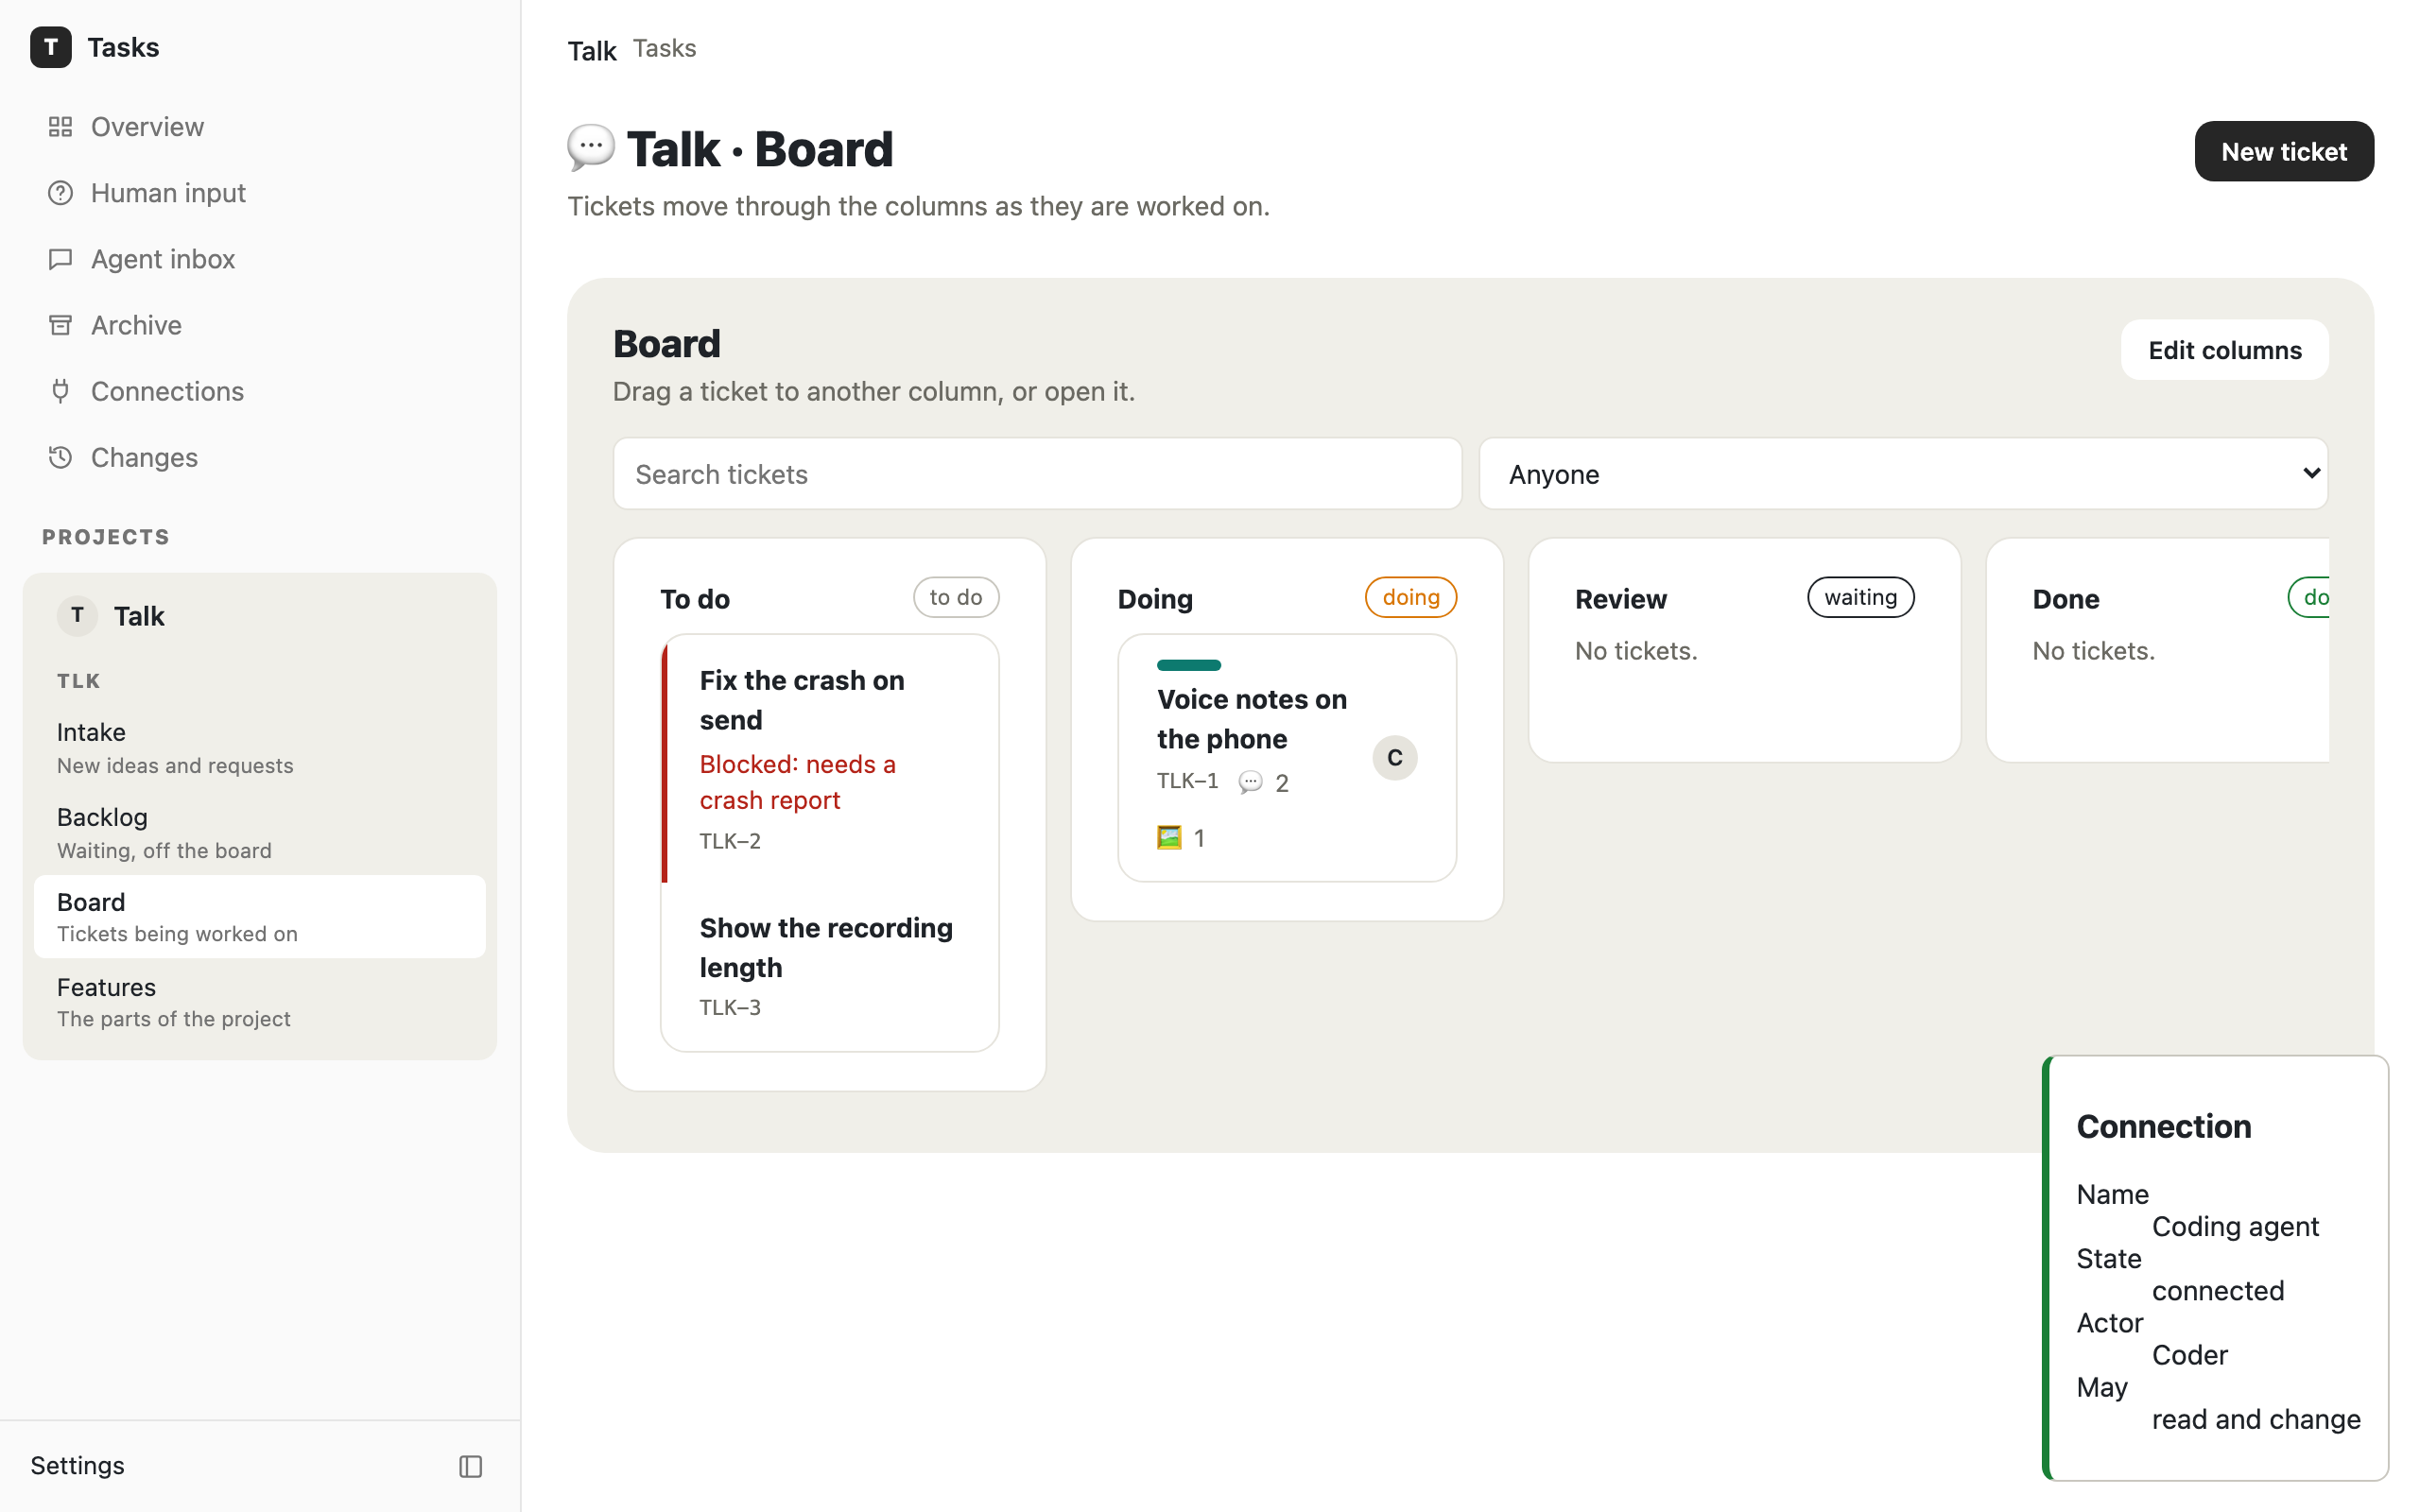 T Tasks
Overview
Human input
Agent inbox
Archive
Connections
Changes
PROJECTS
T Talk
TLK
Intake
New ideas and requests
Backlog
Waiting, off the board
Board
Tickets being worked on
Features
The parts of the project
Settings
Talk Tasks
Talk · Board
New ticket
Tickets move through the columns as they are worked on.
Board
Edit columns
Drag a ticket to another column, or open it.
Search tickets
Anyone
To do to do
Fix the crash on
send
Blocked: needs a
crash report
TLK–2
Show the recording
length
TLK–3
Doing doing
Voice notes on
the phone
C
TLK–1 2
1
Review waiting
No tickets.
Done do
No tickets.
Connection
Name
Coding agent
State
connected
Actor
Coder
May
read and change